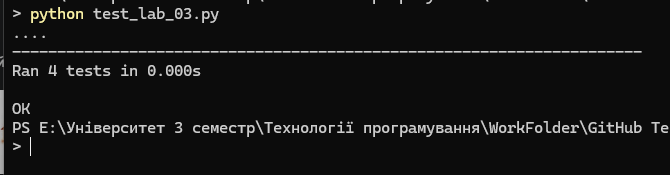 > python test_lab_03.py
....
----------------------------------------------------------------------
Ran 4 tests in 0.000s
OK
PS E:\Університет 3 семестр\Технології програмування\WorkFolder\GitHub Te
>